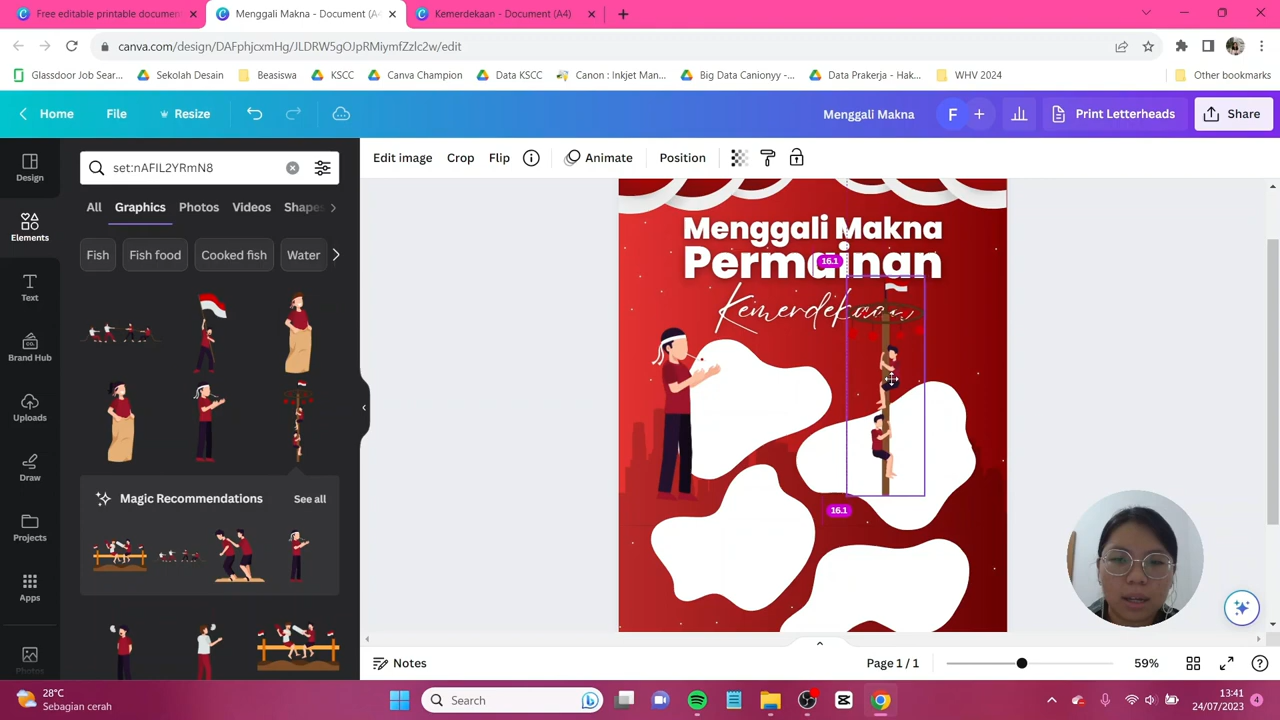 Free editable printable documen
Menggali Makna - Document (A4
Kemerdekaan - Document (A4)
canva.com/design/DAFphjcxmHg/JLDRW5gOJpRMiymfZzlc2w/edit
Glassdoor Job Sear...
Sekolah Desain
Beasiswa
KSCC
Canva Champion
Data KSCC
Canon : Inkjet Man...
Big Data Canionyy -...
Data Prakerja - Hak...
WHV 2024
Other bookmarks
Home
File
Resize
Menggali Makna
F
Print Letterheads
Share
Design
Elements
Text
Brand Hub
Uploads
Draw
Projects
Apps
Photos
set:nAFIL2YRmN8
All
Graphics
Photos
Videos
Shapes
Fish
Fish food
Cooked fish
Water
Magic Recommendations
See all
Edit image
Crop
Flip
Animate
Position
Menggali Makna
Permainan
Kemerdekaan
16.1
16.1
Notes
Page 1 / 1
59%
28°C
Sebagian cerah
Search
13:41
24/07/2023
4